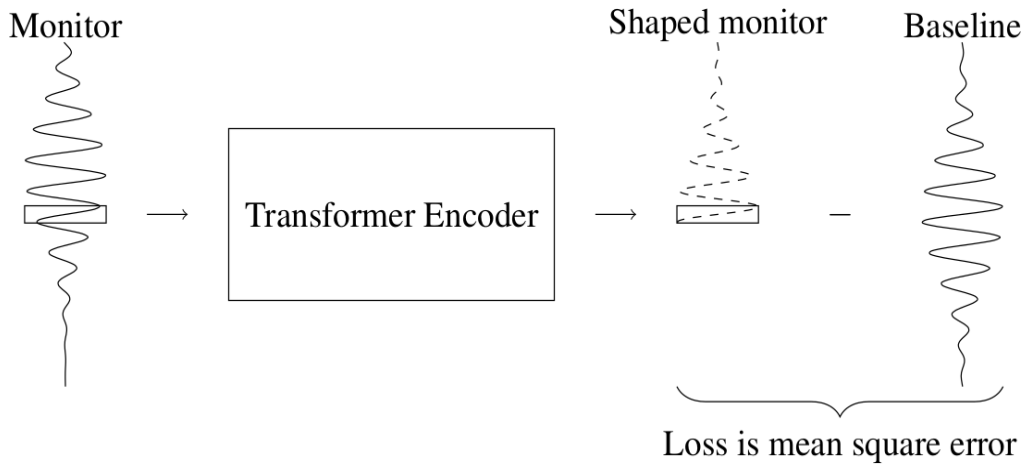 Monitor
Shaped monitor
Baseline
Transformer Encoder
Loss is mean square error